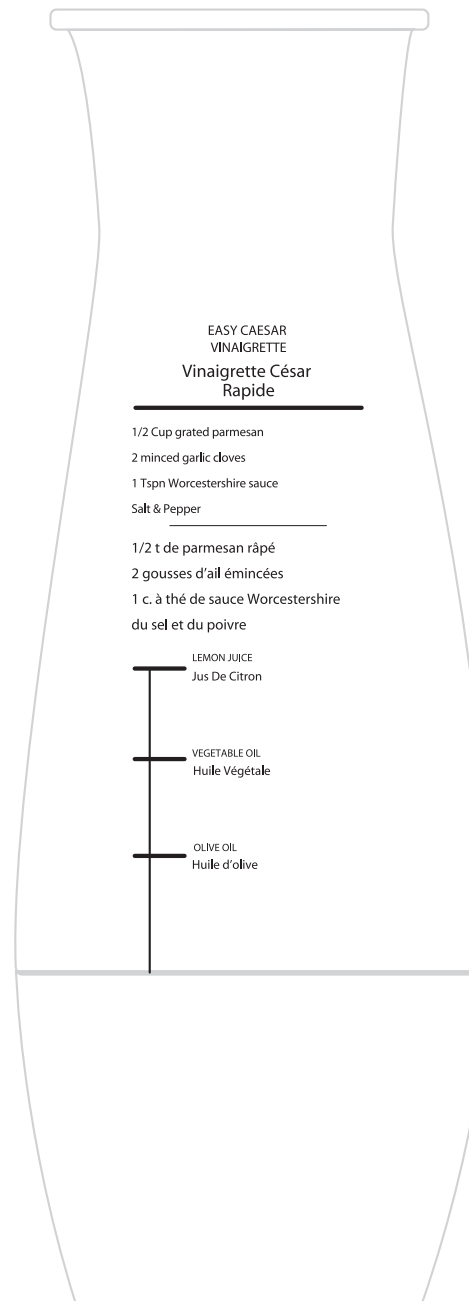 EASY CAESAR
VINAIGRETTE
Vinaigrette César
Rapide
1/2 Cup grated parmesan
2 minced garlic cloves
1 Tspn Worcestershire sauce
Salt & Pepper
1/2 t de parmesan râpé
2 gousses d'ail émincées
1 c. à thé de sauce Worcestershire
du sel et du poivre
LEMON JUICE
Jus De Citron
VEGETABLE OIL
Huile Végétale
OLIVE OIL
Huile d'olive